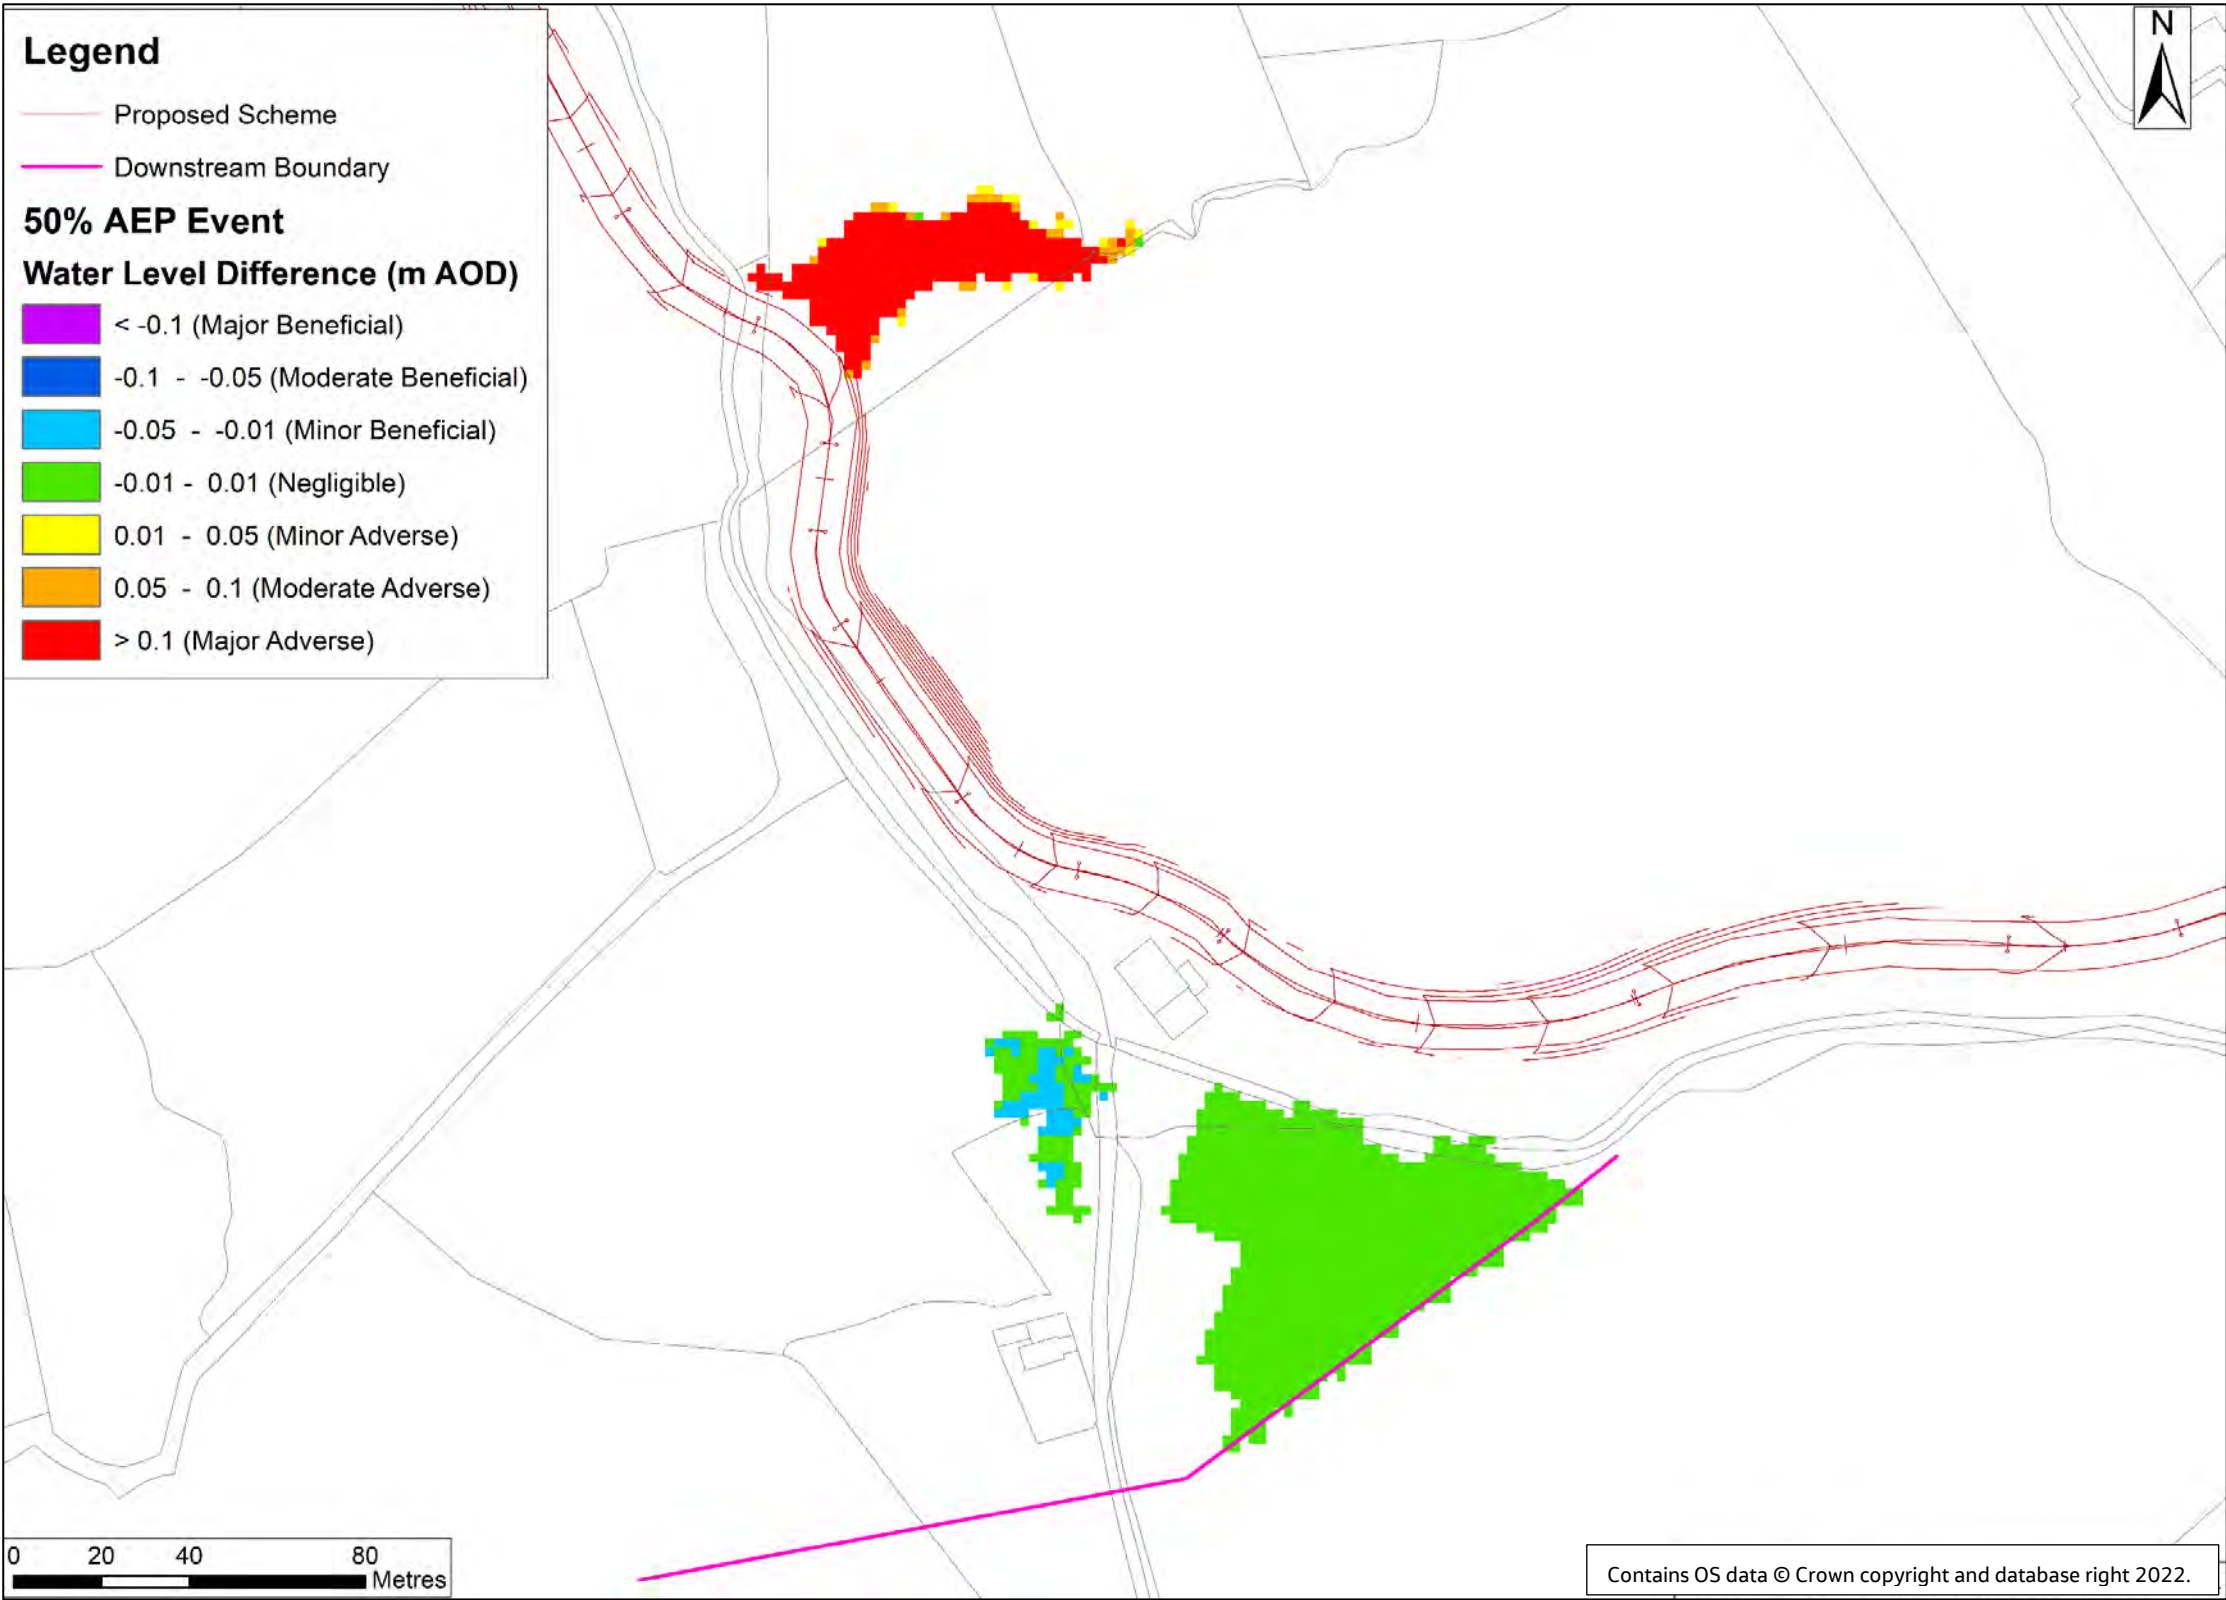 Legend
Proposed Scheme
Downstream Boundary
50% AEP Event
Water Level Difference (m AOD)
< -0.1 (Major Beneficial)
-0.1 - -0.05 (Moderate Beneficial)
-0.05 - -0.01 (Minor Beneficial)
-0.01 - 0.01 (Negligible)
0.01 - 0.05 (Minor Adverse)
0.05 - 0.1 (Moderate Adverse)
> 0.1 (Major Adverse)
N
0 20 40 80
Metres
Contains OS data © Crown copyright and database right 2022.